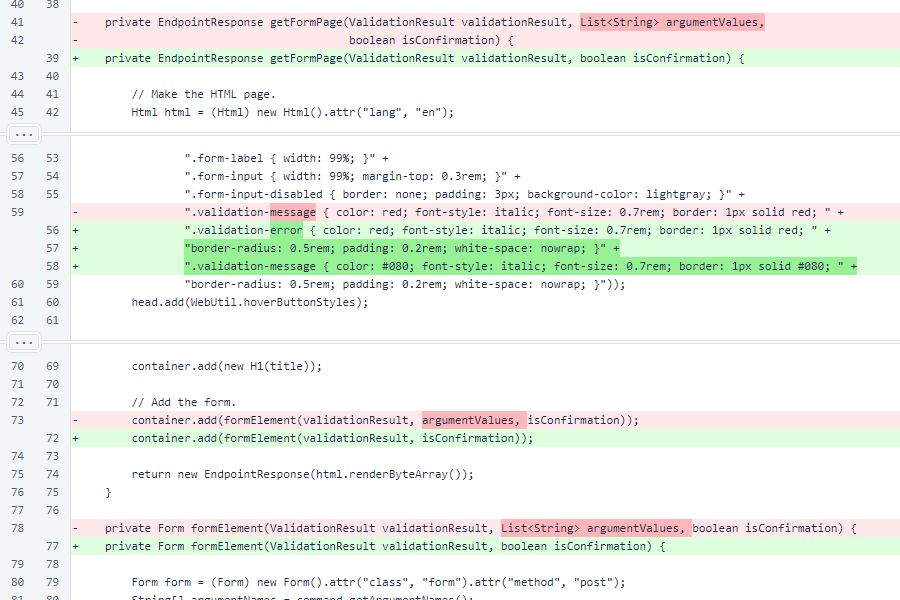 40 38
41 - private EndpointResponse getFormPage(ValidationResult validationResult, List<String> argumentValues,
42 - boolean isConfirmation) {
39 + private EndpointResponse getFormPage(ValidationResult validationResult, boolean isConfirmation) {
43 40
44 41 // Make the HTML page.
45 42 Html html = (Html) new Html().attr("lang", "en");
...
56 53 ".form-label { width: 99%; }" +
57 54 ".form-input { width: 99%; margin-top: 0.3rem; }" +
58 55 ".form-input-disabled { border: none; padding: 3px; background-color: lightgray; }" +
59 - ".validation-message { color: red; font-style: italic; font-size: 0.7rem; border: 1px solid red; " +
56 + ".validation-error { color: red; font-style: italic; font-size: 0.7rem; border: 1px solid red; " +
57 + "border-radius: 0.5rem; padding: 0.2rem; white-space: nowrap; }" +
58 + ".validation-message { color: #080; font-style: italic; font-size: 0.7rem; border: 1px solid #080; " +
60 59 "border-radius: 0.5rem; padding: 0.2rem; white-space: nowrap; }"));
61 60 head.add(WebUtil.hoverButtonStyles);
62 61
...
70 69 container.add(new H1(title));
71 70
72 71 // Add the form.
73 - container.add(formElement(validationResult, argumentValues, isConfirmation));
72 + container.add(formElement(validationResult, isConfirmation));
74 73
75 74 return new EndpointResponse(html.renderByteArray());
76 75 }
77 76
78 - private Form formElement(ValidationResult validationResult, List<String> argumentValues, boolean isConfirmation) {
77 + private Form formElement(ValidationResult validationResult, boolean isConfirmation) {
79 78
80 79 Form form = (Form) new Form().attr("class", "form").attr("method", "post");
81 80 String[] argumentNames = command.getArgumentNames();